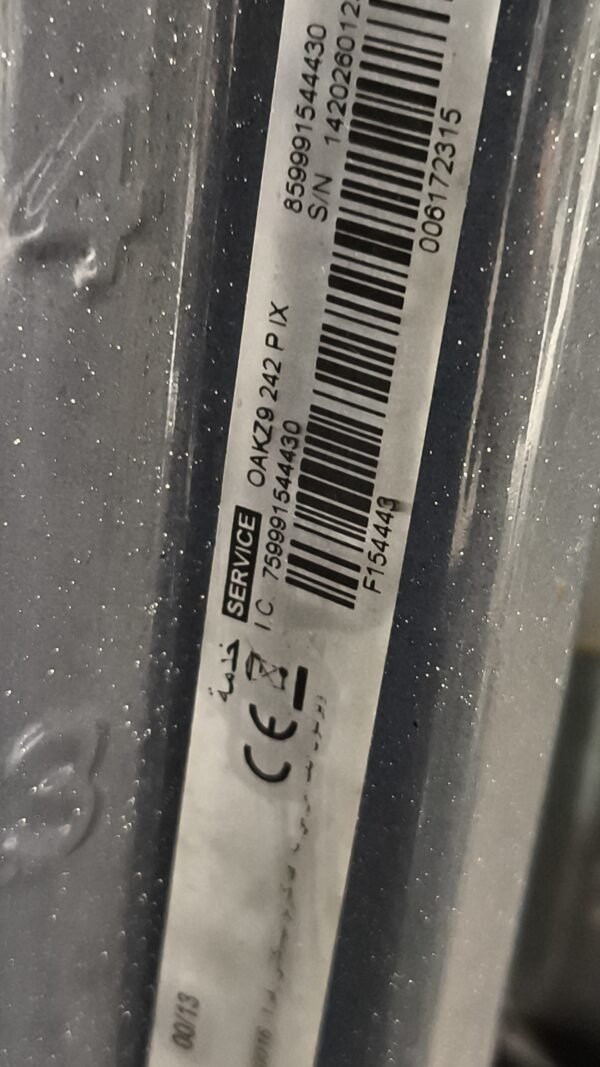 859991544430
S/N 142026012
006172315
خدمة SERVICE OAKZ9 242 P IX
I.C. 759991544430
F154443
CE
00/13